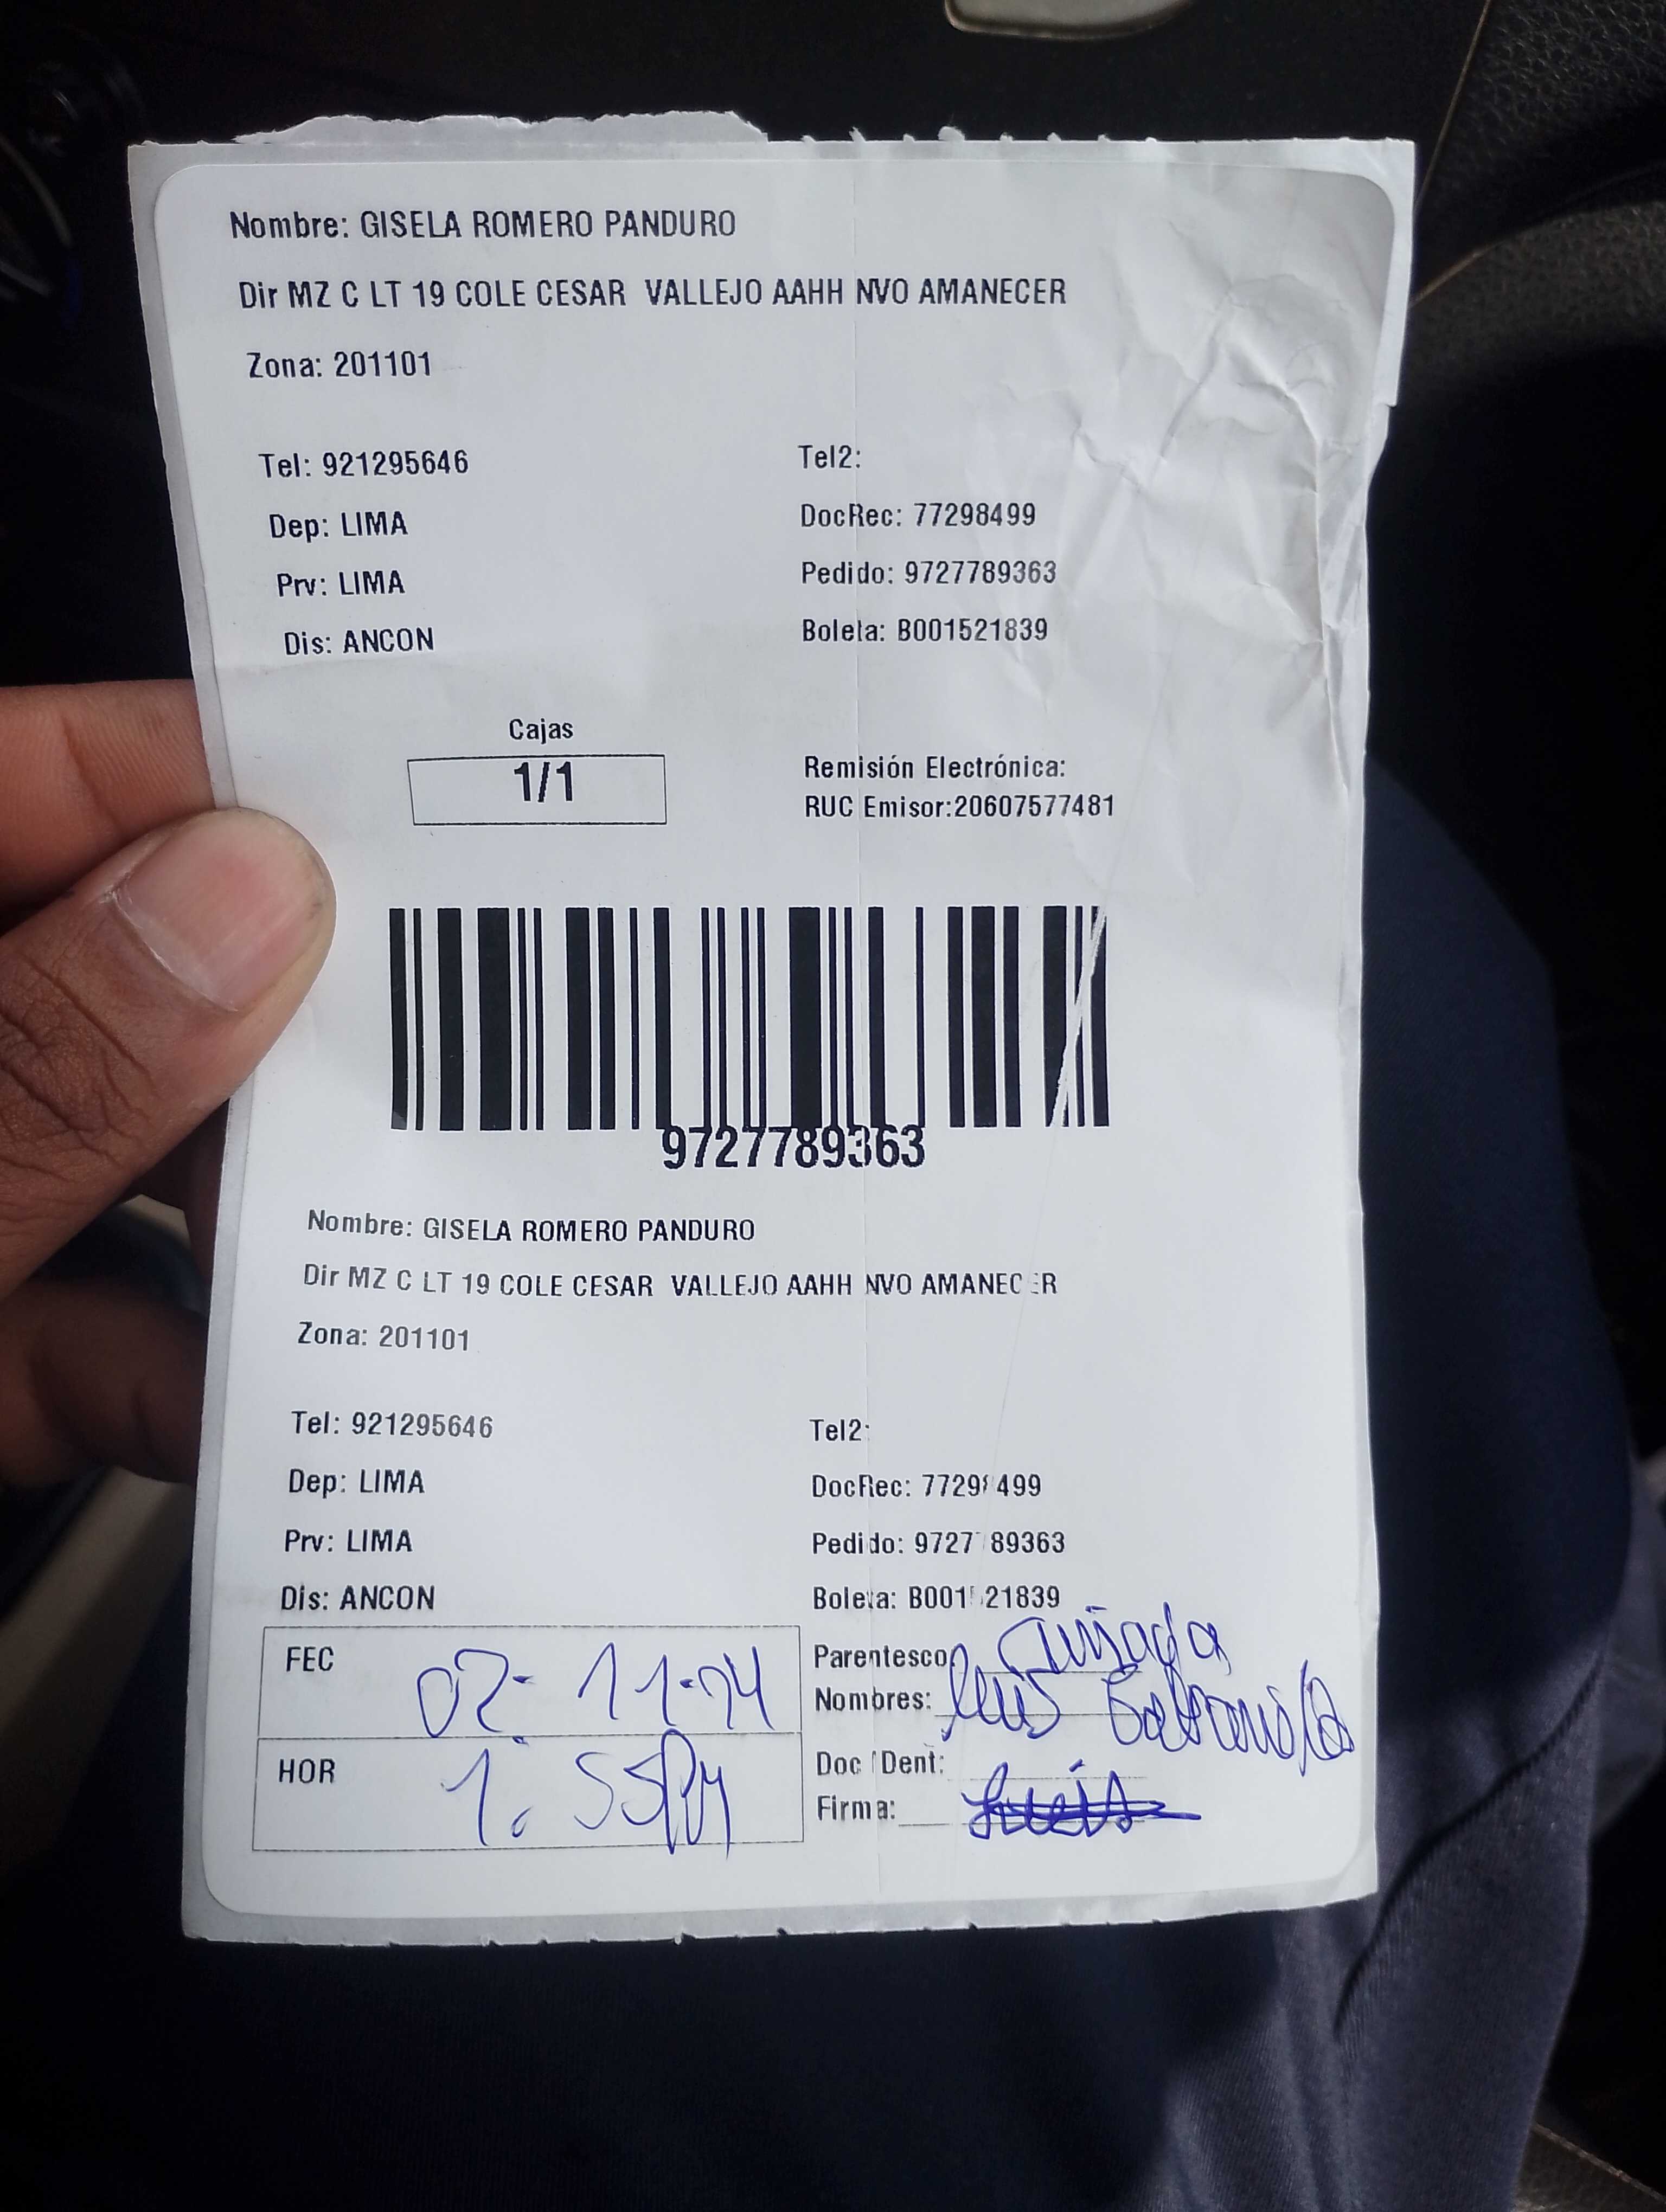 Nombre: GISELA ROMERO PANDURO
Dir MZ C LT 19 COLE CESAR VALLEJO AAHH NVO AMANECER
Zona: 201101
Tel: 921295646 Tel2:
Dep: LIMA DocRec: 77298499
Prv: LIMA Pedido: 9727789363
Dis: ANCON Boleta: B001521839
Cajas
1/1
Remisión Electrónica:
RUC Emisor:20607577481
9727789363
Nombre: GISELA ROMERO PANDURO
Dir MZ C LT 19 COLE CESAR VALLEJO AAHH NVO AMANECER
Zona: 201101
Tel: 921295646 Tel2:
Dep: LIMA DocRec: 77298499
Prv: LIMA Pedido: 9727789363
Dis: ANCON Boleta: B001521839
FEC
HOR 1:55PM
Parentesco
Nombres:
Doc Dent:
Firma: